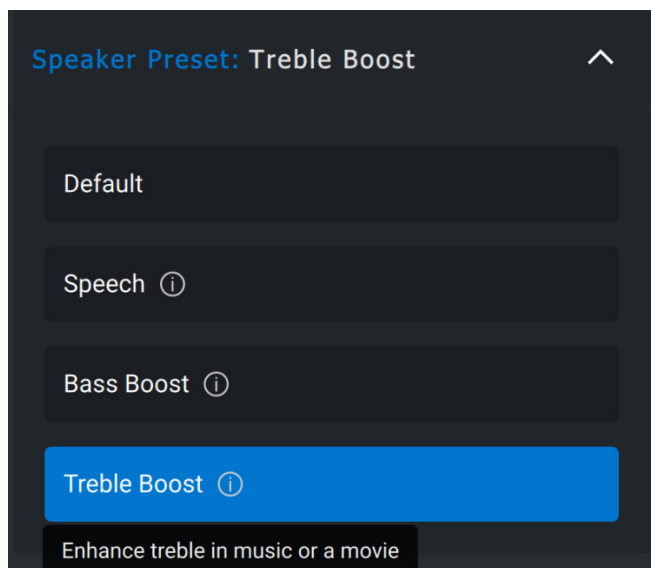 Speaker Preset: Treble Boost
Default
Speech
Bass Boost
Treble Boost
Enhance treble in music or a movie